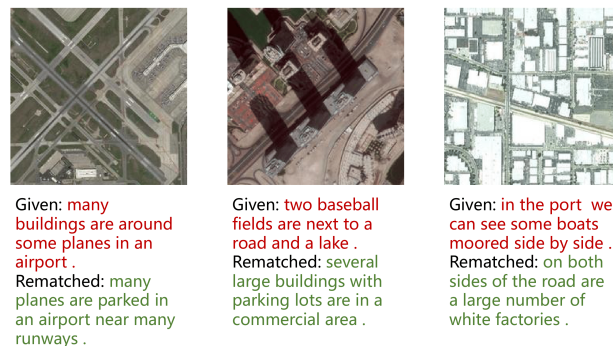 Given: many
buildings are around
some planes in an
airport .
Rematched: many
planes are parked in
an airport near many
runways .
Given: two baseball
fields are next to a
road and a lake .
Rematched: several
large buildings with
parking lots are in a
commercial area .
Given: in the port we
can see some boats
moored side by side .
Rematched: on both
sides of the road are
a large number of
white factories .